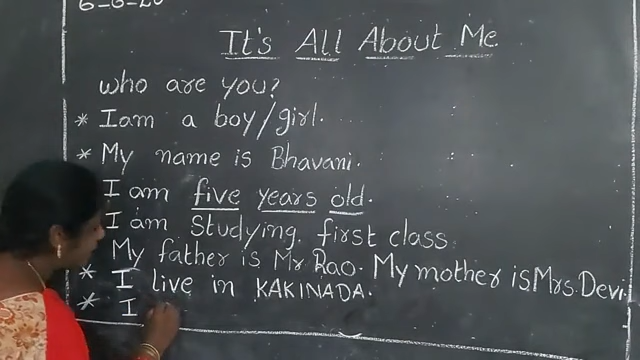 It's All About Me
who are you?
* I am a boy/girl.
* My name is Bhavani.
I am five years old.
I am Studying first class
My father is Mr. Rao. My mother is Mrs. Devi.
* I live in KAKINADA.
* I